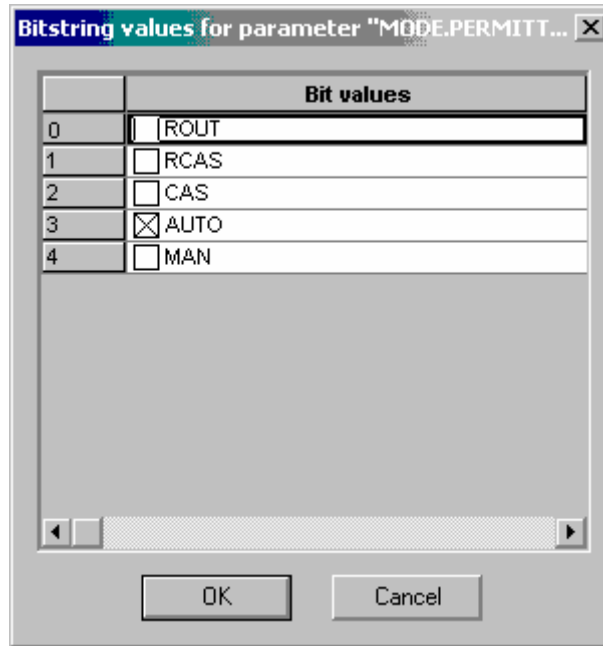 Bitstring values for parameter "MODE.PERMITT...
Bit values
0 ROUT
1 RCAS
2 CAS
3 AUTO
4 MAN
OK Cancel